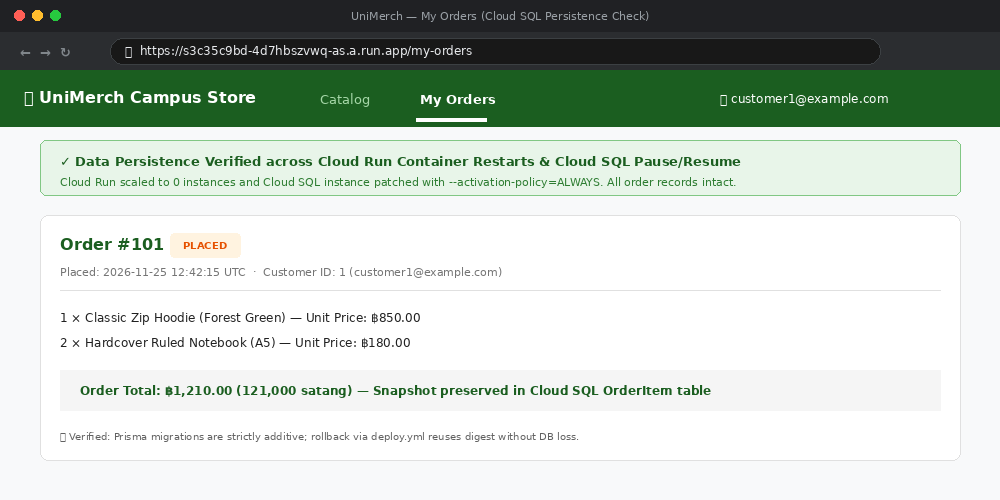 UniMerch — My Orders (Cloud SQL Persistence Check)
https://s3c35c9bd-4d7hbszvwq-as.a.run.app/my-orders
UniMerch Campus Store
Catalog
My Orders
customer1@example.com
✓ Data Persistence Verified across Cloud Run Container Restarts & Cloud SQL Pause/Resume
Cloud Run scaled to 0 instances and Cloud SQL instance patched with --activation-policy=ALWAYS. All order records intact.
Order #101
PLACED
Placed: 2026-11-25 12:42:15 UTC · Customer ID: 1 (customer1@example.com)
1 × Classic Zip Hoodie (Forest Green) — Unit Price: ฿850.00
2 × Hardcover Ruled Notebook (A5) — Unit Price: ฿180.00
Order Total: ฿1,210.00 (121,000 satang) — Snapshot preserved in Cloud SQL OrderItem table
Verified: Prisma migrations are strictly additive; rollback via deploy.yml reuses digest without DB loss.